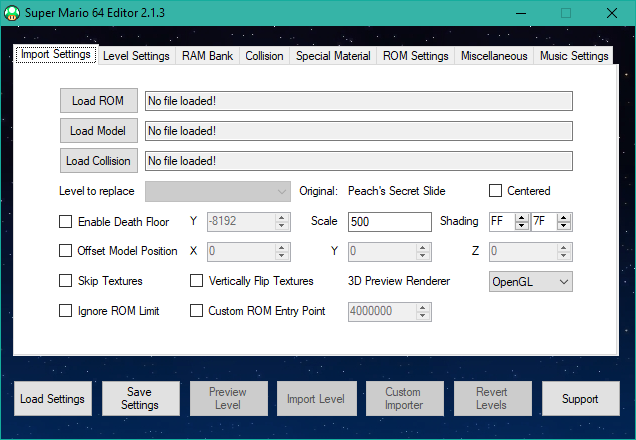 Super Mario 64 Editor 2.1.3
Import Settings Level Settings RAM Bank Collision Special Material ROM Settings Miscellaneous Music Settings
Load ROM No file loaded!
Load Model No file loaded!
Load Collision No file loaded!
Level to replace Original: Peach's Secret Slide Centered
Enable Death Floor Y -8192 Scale 500 Shading FF 7F
Offset Model Position X 0 Y 0 Z 0
Skip Textures Vertically Flip Textures 3D Preview Renderer OpenGL
Ignore ROM Limit Custom ROM Entry Point 4000000
Load Settings Save Settings Preview Level Import Level Custom Importer Revert Levels Support